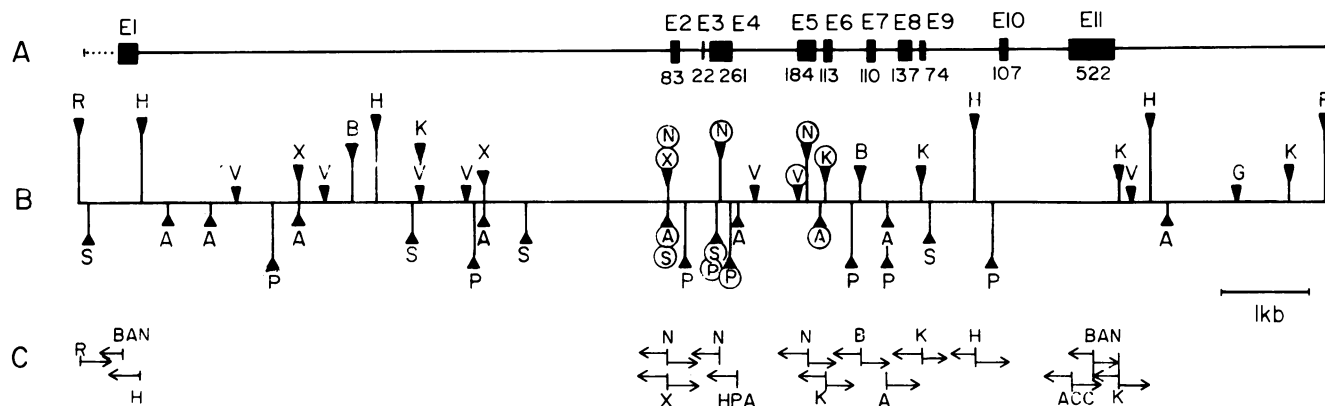 E1 E2 E3 E4 E5 E6 E7 E8 E9 E10 E11
A
83 22 261 184 113 110 137 74 107 522
R H H H H R
B K N N N B K K K
X X X K G
V V V V V V V
B
A A A A A S A A A A
S S S S P S
P P P P P P P
1kb
BAN N N N B K H BAN
R
C
H X HPA K A ACC K